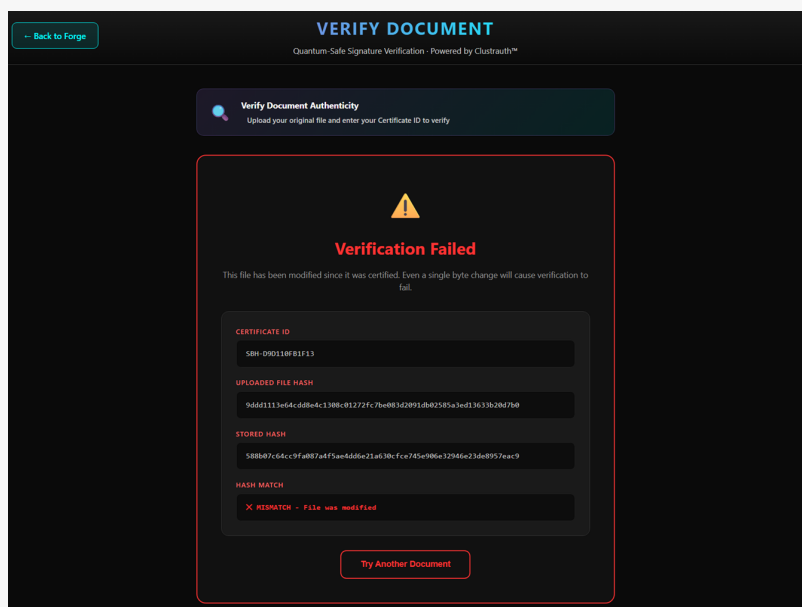 ← Back to Forge
VERIFY DOCUMENT
Quantum-Safe Signature Verification · Powered by Clustrauth™
Verify Document Authenticity
Upload your original file and enter your Certificate ID to verify
Verification Failed
This file has been modified since it was certified. Even a single byte change will cause verification to
fail.
CERTIFICATE ID
SBH-D9D110FB1F13
UPLOADED FILE HASH
9ddd1113e64cdd8e4c1308c01272fc7be083d2091db02585a3ed13633b20d7b0
STORED HASH
588b07c64cc9fa087a4f5ae4dd6e21a630cfce745e906e32946e23de8957eac9
HASH MATCH
✕ MISMATCH - File was modified
Try Another Document